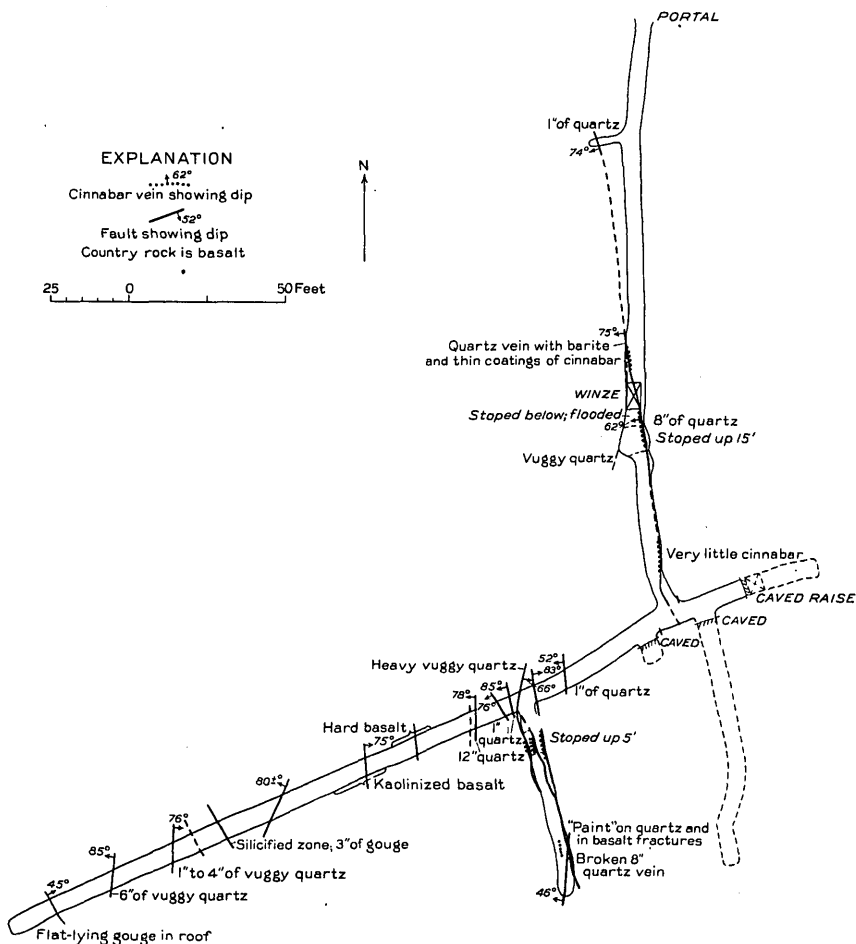 PORTAL
1" of quartz
74°
EXPLANATION
62°
Cinnabar vein showing dip
52°
Fault showing dip
Country rock is basalt
N
25 0 50 Feet
75°
Quartz vein with barite
and thin coatings of cinnabar
WINZE
Stoped below; flooded
62°
8" of quartz
Stoped up 15'
Vuggy quartz
Very little cinnabar
CAVED RAISE
CAVED
CAVED
Heavy vuggy quartz
52°
83°
66°
1" of quartz
85°
78°
76°
1"
quartz
12" quartz
Stoped up 5'
Hard basalt
75°
Kaolinized basalt
80±°
Silicified zone; 3" of gouge
76°
1" to 4" of vuggy quartz
85°
6" of vuggy quartz
45°
Flat-lying gouge in roof
"Paint" on quartz and
in basalt fractures
Broken 8"
quartz vein
46°